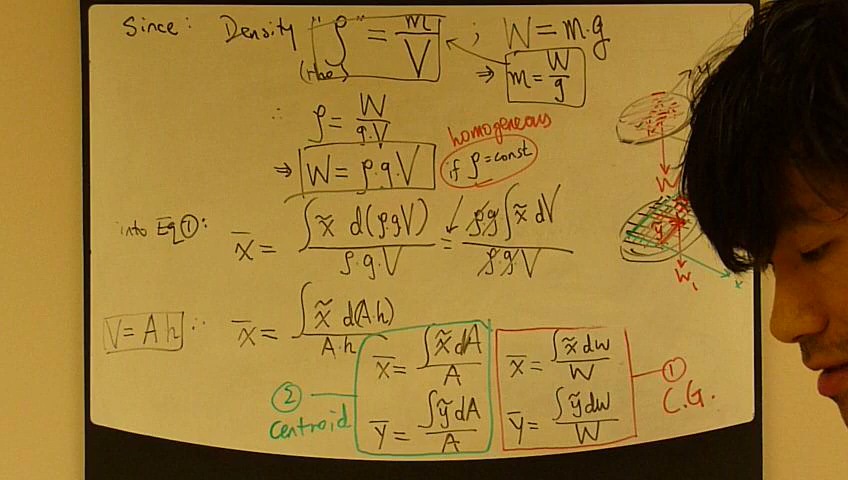 Since: Density "ρ" = m/V ; W = m.g
(rho) ⇒ m = W/g
∴ ρ = W/g.V
homogeneous
⇒ W = ρ.g.V if ρ = const
into Eq①: x̄ = ∫x̃ d(ρgV)/ρ.g.V = ρg∫x̃ dV/ρ.gV
V = A.h ∴ x̄ = ∫x̃ d(A.h)/A.h
x̄ = ∫x̃ dA/A x̄ = ∫x̃ dw/W ①
② Centroid C.G.
ȳ = ∫ỹ dA/A ȳ = ∫ỹ dw/W
W
W₁
x